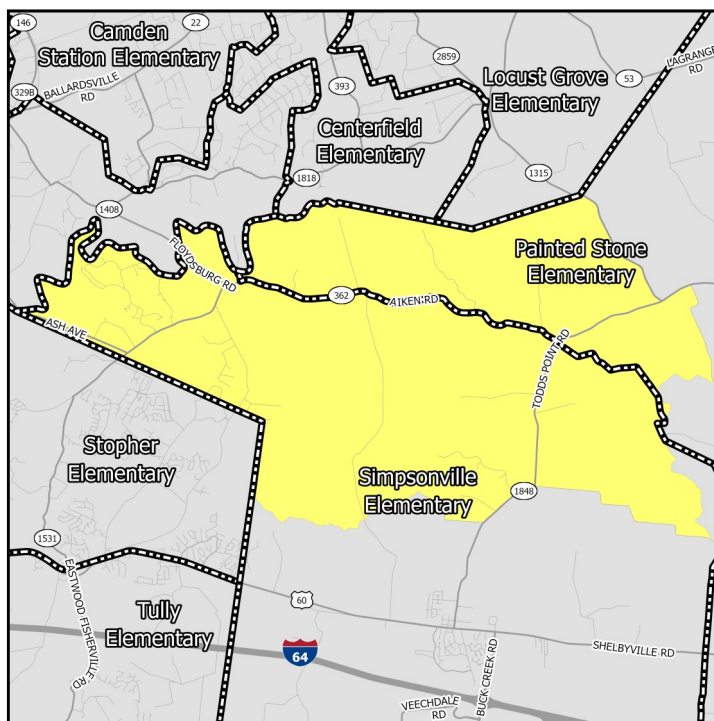 146
22
Camden
Station Elementary
2859
LAGRANGE
RD
53
329B
BALLARDSVILLE
RD
393
Locust Grove
Elementary
Centerfield
Elementary
1818
1315
1408
FLOYDSBURG RD
Painted Stone
Elementary
362
AIKEN RD
ASH AVE
TODDS POINT RD
Stopher
Elementary
Simpsonville
Elementary
1848
1531
EASTWOOD FISHERVILLE RD
60
Tully
Elementary
64
SHELBYVILLE RD
BUCK CREEK RD
VEECHDALE
RD